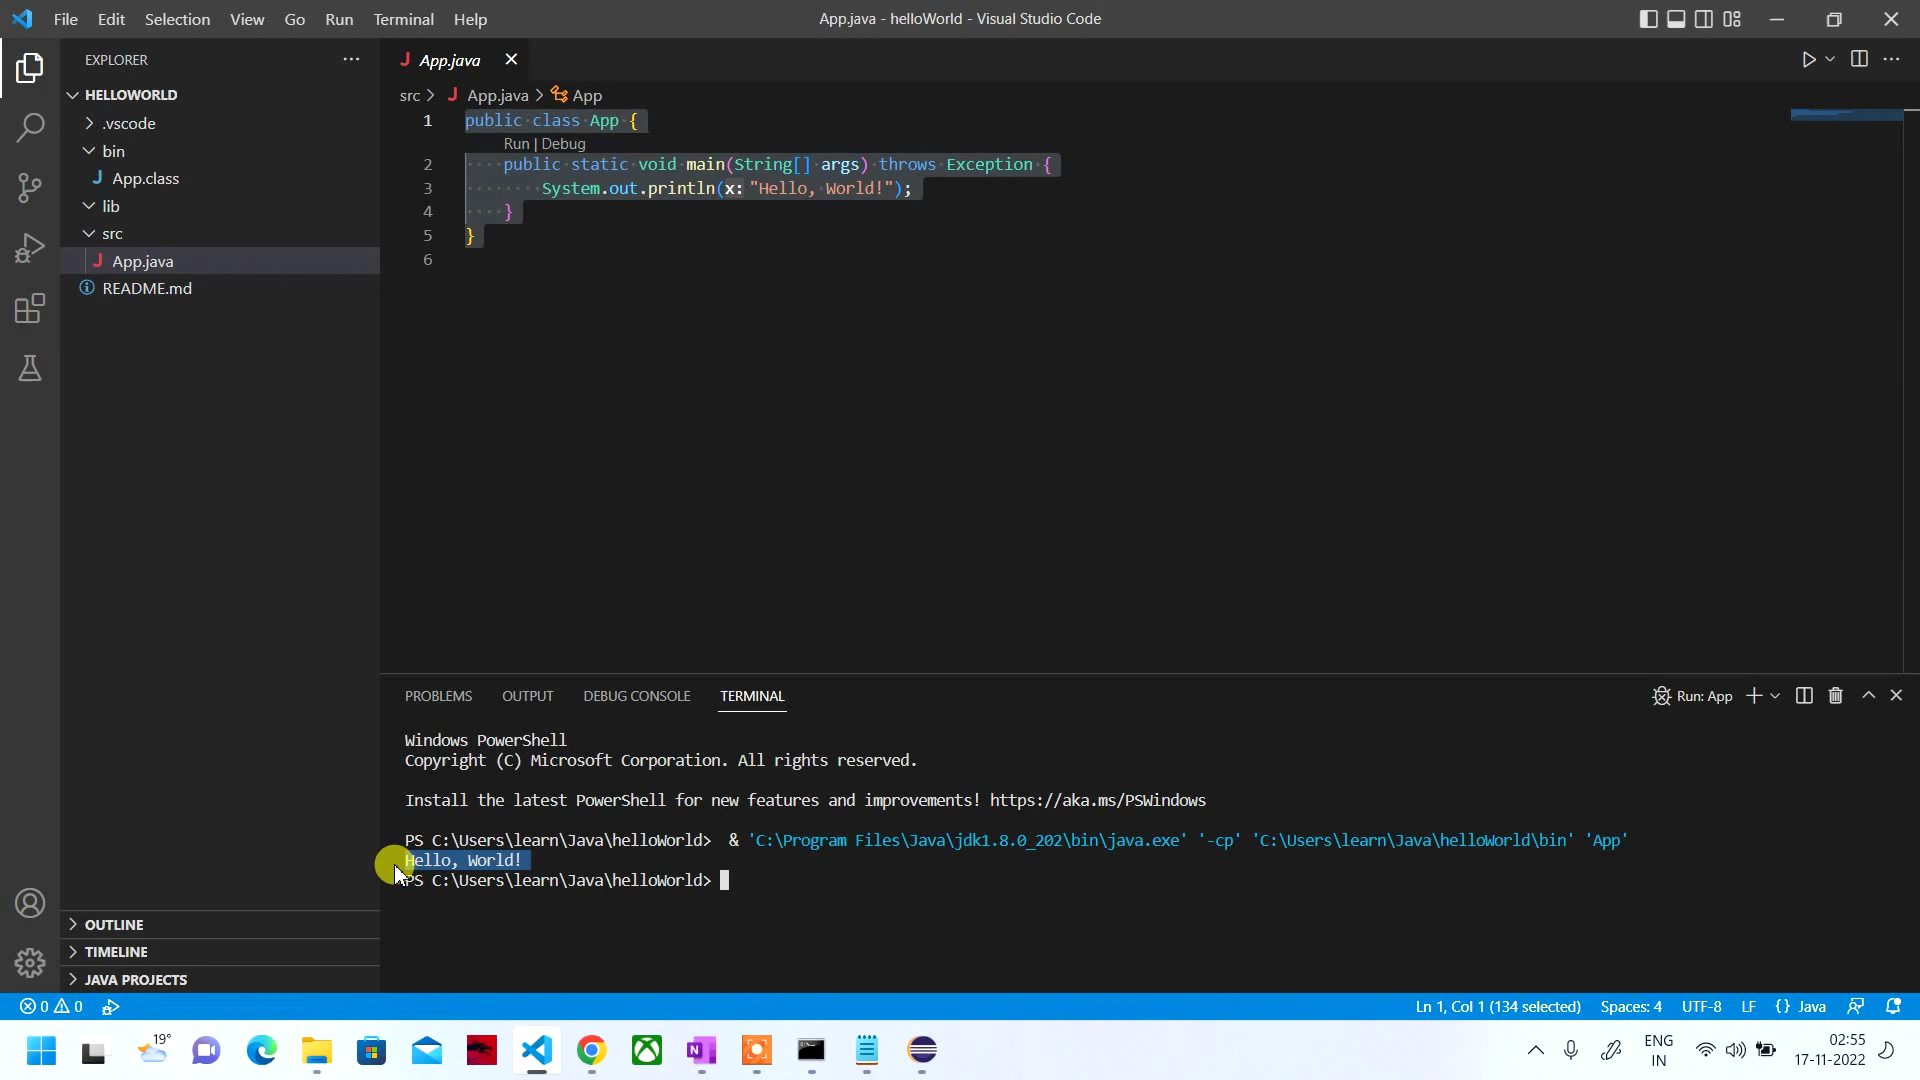 File Edit Selection View Go Run Terminal Help
App.java - helloWorld - Visual Studio Code
EXPLORER
HELLOWORLD
.vscode
bin
J App.class
lib
src
J App.java
README.md
OUTLINE
TIMELINE
JAVA PROJECTS
J App.java
src > J App.java > App
1 public class App {
Run | Debug
2 public static void main(String[] args) throws Exception {
3 System.out.println(x: "Hello, World!");
4 }
5 }
6
PROBLEMS OUTPUT DEBUG CONSOLE TERMINAL
Run: App
Windows PowerShell
Copyright (C) Microsoft Corporation. All rights reserved.
Install the latest PowerShell for new features and improvements! https://aka.ms/PSWindows
PS C:\Users\learn\Java\helloWorld>  & 'C:\Program Files\Java\jdk1.8.0_202\bin\java.exe' '-cp' 'C:\Users\learn\Java\helloWorld\bin' 'App'
Hello, World!
PS C:\Users\learn\Java\helloWorld>
0 0
Ln 1, Col 1 (134 selected) Spaces: 4 UTF-8 LF {} Java
19°
N
ENG
IN
02:55
17-11-2022